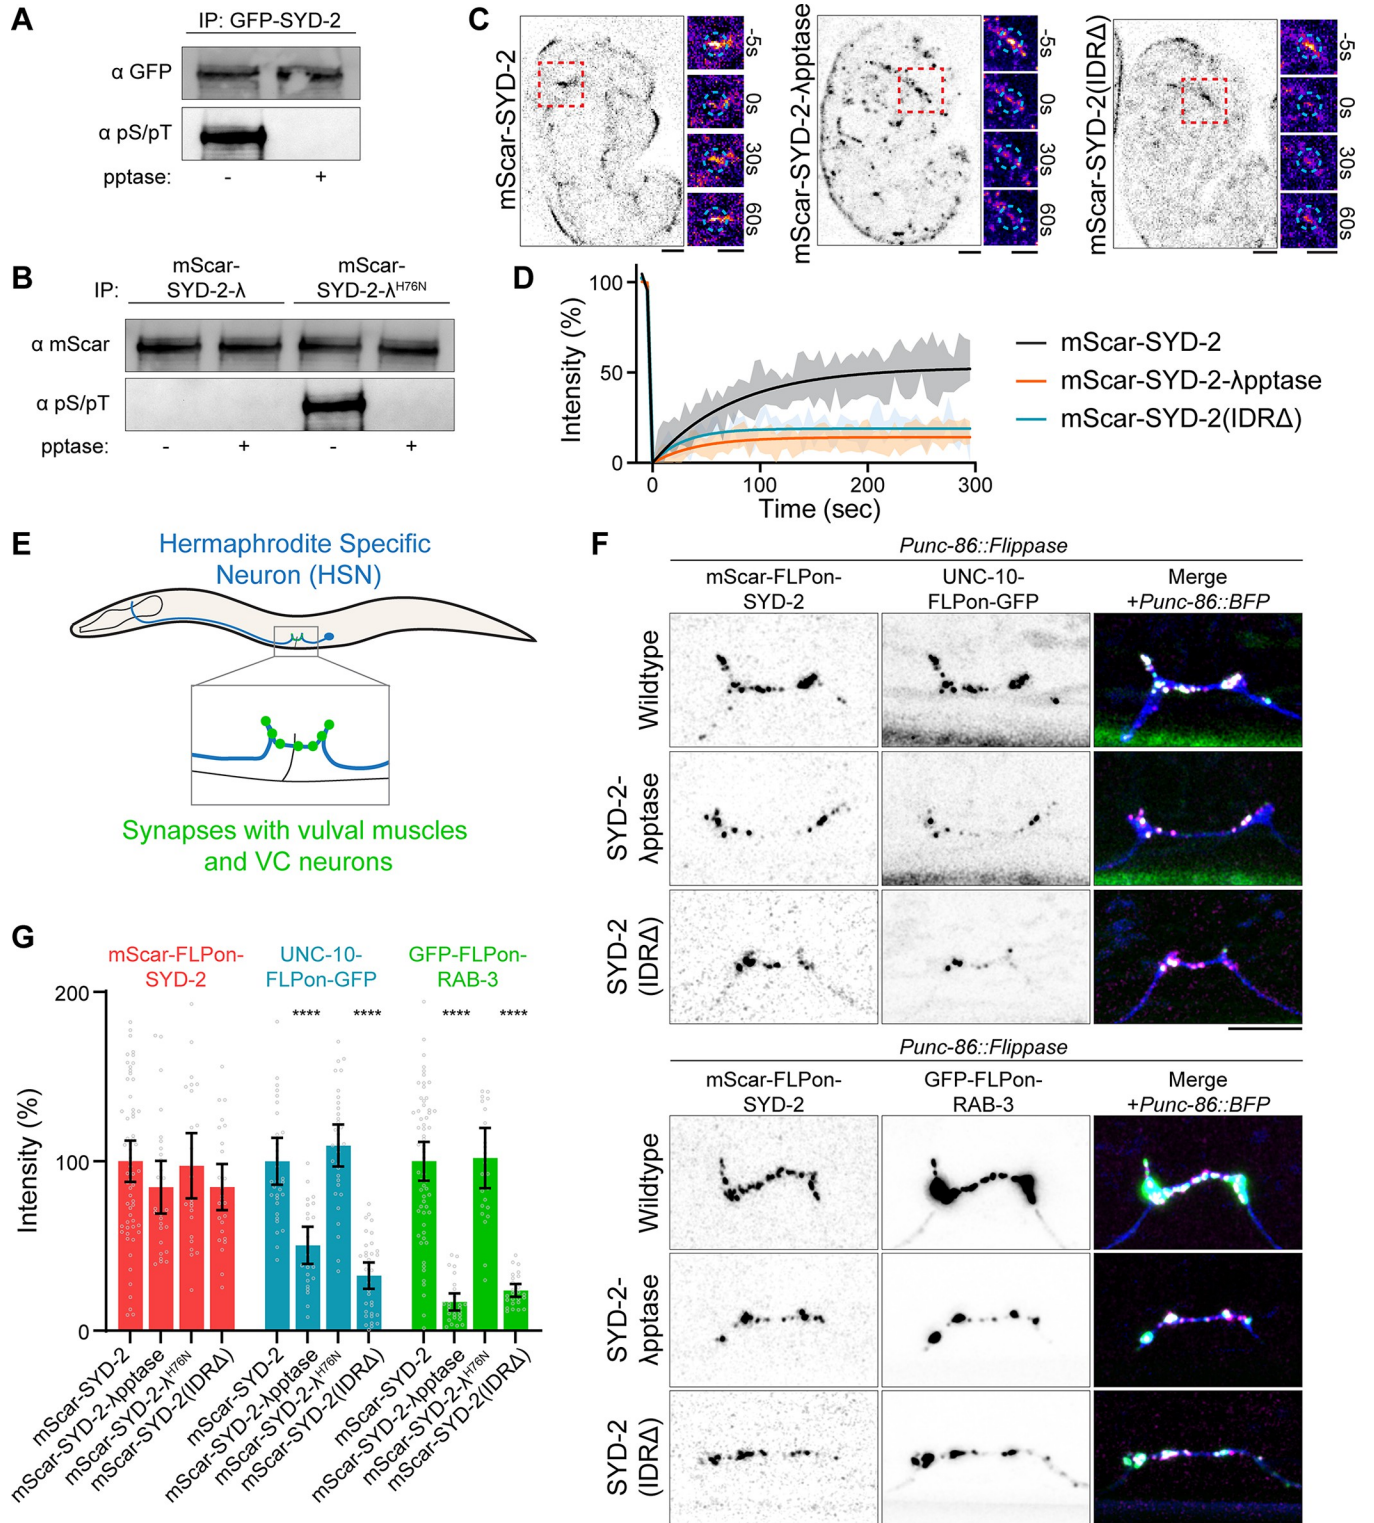 A
IP: GFP-SYD-2
α GFP
α pS/pT
pptase:
-
+
B
IP:
mScar-
SYD-2-λ
mScar-
SYD-2-λH76N
α mScar
α pS/pT
pptase:
-
+
-
+
C
mScar-SYD-2
-5s
0s
30s
60s
mScar-SYD-2-λpptase
-5s
0s
30s
60s
mScar-SYD-2(IDRΔ)
-5s
0s
30s
60s
D
Intensity (%)
100
50
0
0
100
200
300
Time (sec)
mScar-SYD-2
mScar-SYD-2-λpptase
mScar-SYD-2(IDRΔ)
E
Hermaphrodite Specific
Neuron (HSN)
Synapses with vulval muscles
and VC neurons
F
Punc-86::Flippase
mScar-FLPon-
SYD-2
UNC-10-
FLPon-GFP
Merge
+Punc-86::BFP
Wildtype
SYD-2-
λpptase
SYD-2
(IDRΔ)
Punc-86::Flippase
mScar-FLPon-
SYD-2
GFP-FLPon-
RAB-3
Merge
+Punc-86::BFP
Wildtype
SYD-2-
λpptase
SYD-2
(IDRΔ)
G
mScar-FLPon-
SYD-2
UNC-10-
FLPon-GFP
GFP-FLPon-
RAB-3
Intensity (%)
200
100
0
****
****
****
****
mScar-SYD-2
mScar-SYD-2-λpptase
mScar-SYD-2-λH76N
mScar-SYD-2(IDRΔ)
mScar-SYD-2
mScar-SYD-2-λpptase
mScar-SYD-2-λH76N
mScar-SYD-2(IDRΔ)
mScar-SYD-2
mScar-SYD-2-λpptase
mScar-SYD-2-λH76N
mScar-SYD-2(IDRΔ)